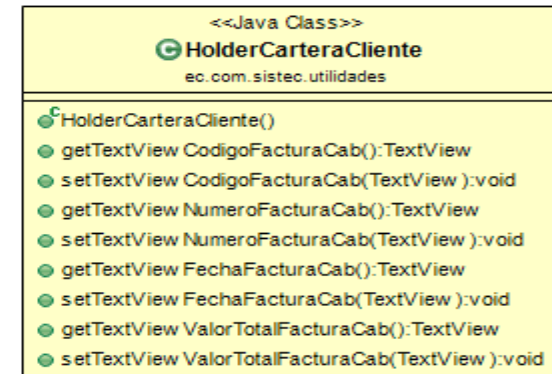 <<Java Class>>
HolderCarteraCliente
ec.com.sistec.utilidades
HolderCarteraCliente()
getTextView CodigoFacturaCab():TextView
setTextView CodigoFacturaCab(TextView ):void
getTextView NumeroFacturaCab():TextView
setTextView NumeroFacturaCab(TextView ):void
getTextView FechaFacturaCab():TextView
setTextView FechaFacturaCab(TextView ):void
getTextView ValorTotalFacturaCab():TextView
setTextView ValorTotalFacturaCab(TextView ):void